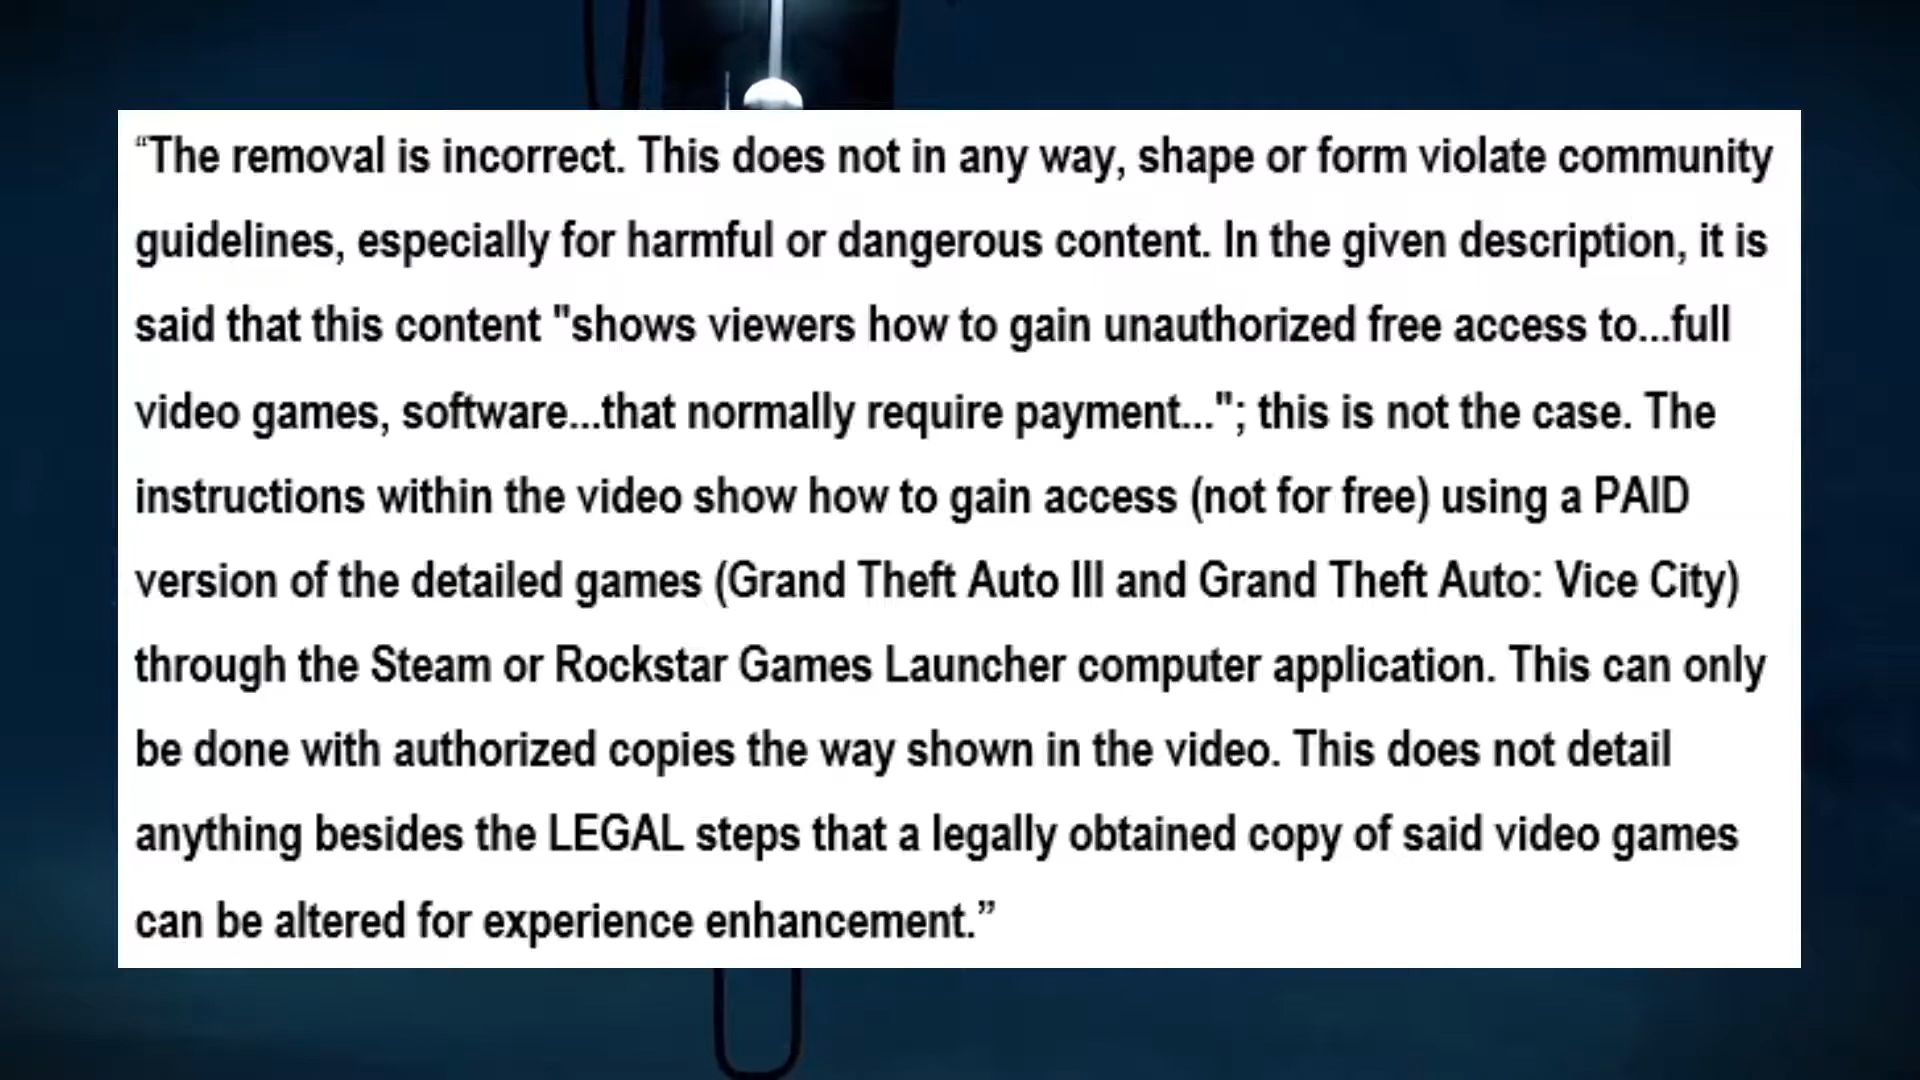 “The removal is incorrect. This does not in any way, shape or form violate community
guidelines, especially for harmful or dangerous content. In the given description, it is
said that this content "shows viewers how to gain unauthorized free access to...full
video games, software...that normally require payment..."; this is not the case. The
instructions within the video show how to gain access (not for free) using a PAID
version of the detailed games (Grand Theft Auto III and Grand Theft Auto: Vice City)
through the Steam or Rockstar Games Launcher computer application. This can only
be done with authorized copies the way shown in the video. This does not detail
anything besides the LEGAL steps that a legally obtained copy of said video games
can be altered for experience enhancement.”